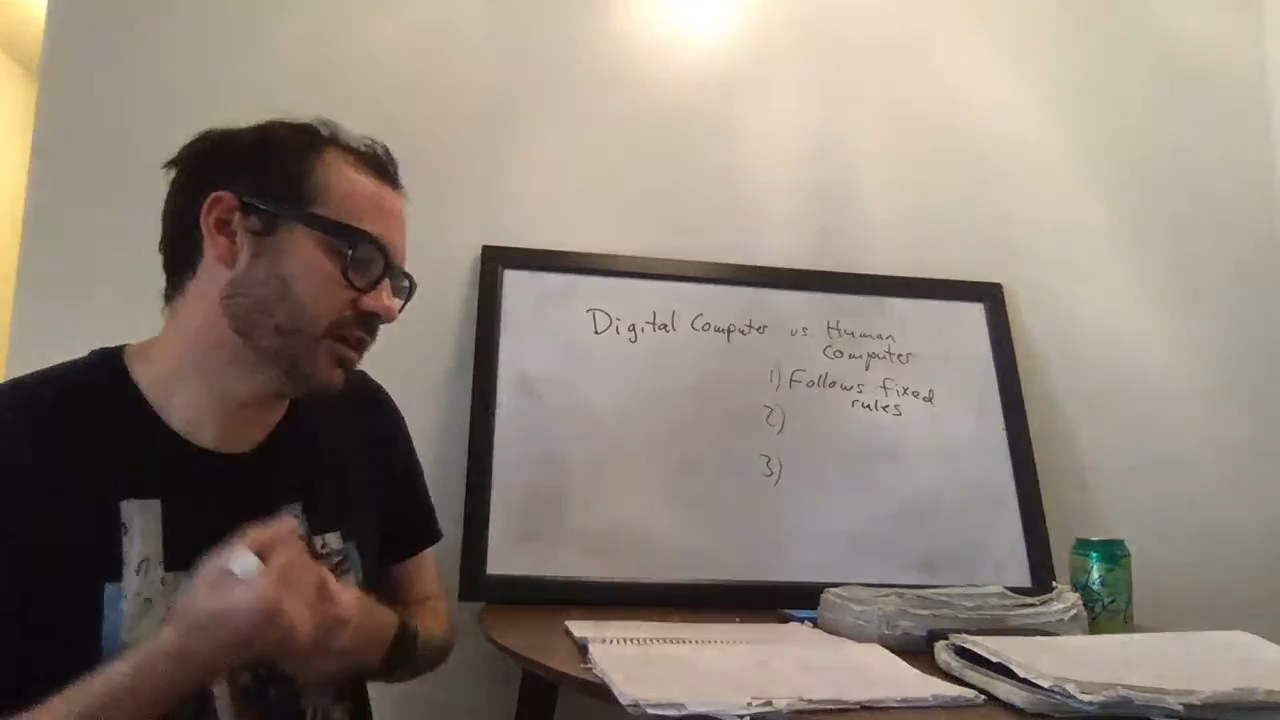 Digital Computer vs. Human
Computer
1) Follows fixed
rules
2)
3)